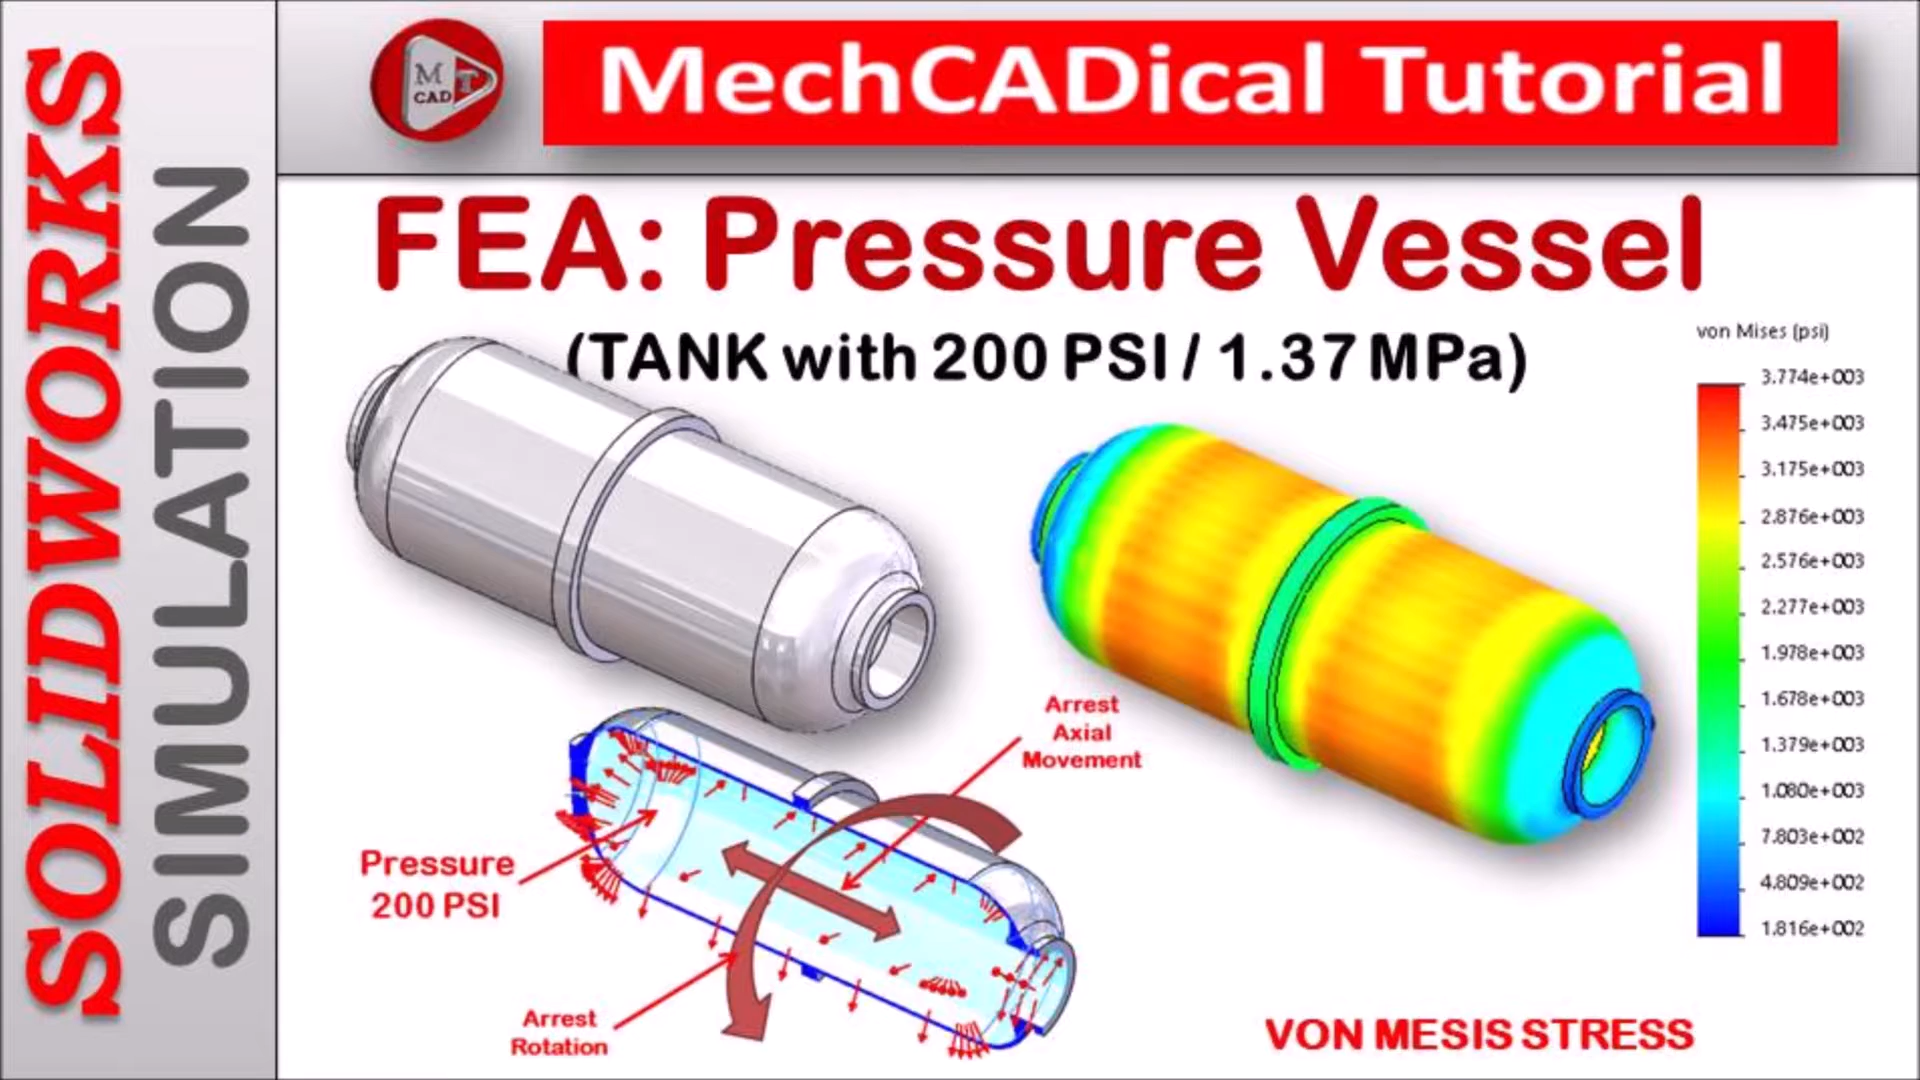 SOLIDWORKS
SIMULATION
M T
CAD
MechCADical Tutorial
FEA: Pressure Vessel
(TANK with 200 PSI / 1.37 MPa)
von Mises (psi)
3.774e+003
3.475e+003
3.175e+003
2.876e+003
2.576e+003
2.277e+003
1.978e+003
1.678e+003
1.379e+003
1.080e+003
7.803e+002
4.809e+002
1.816e+002
Arrest
Axial
Movement
Pressure
200 PSI
Arrest
Rotation
VON MESIS STRESS